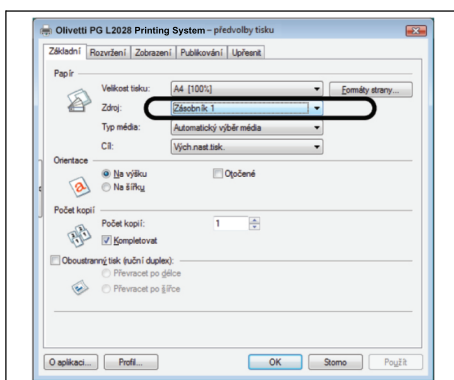 Olivetti PG L2028 Printing System – předvolby tisku
Základní Rozvržení Zobrazení Publikování Upřesnit
Papír
Velikost tisku: A4 [100%] Formáty strany...
Zdroj: Zásobník 1
Typ média: Automatický výběr média
Cíl: Vých.nast.tisk.
Orientace
Na výšku Otočené
Na šířku
Počet kopií
Počet kopií: 1
Kompletovat
Oboustranný tisk (ruční duplex):
Převracet po délce
Převracet po šířce
O aplikaci... Profil... OK Storno Použít